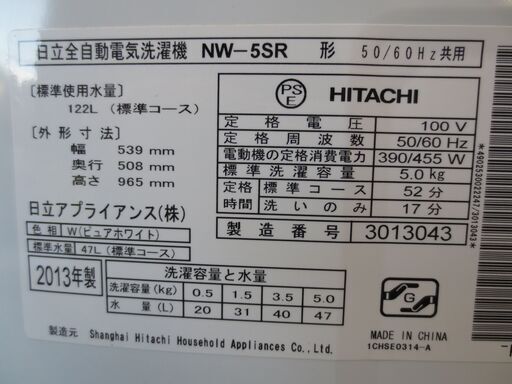 日立全自動電気洗濯機 NW-5SR 形 50/60Hz共用
[標準使用水量]
122L (標準コース)
[外形寸法]
幅 539 mm
奥行 508 mm
高さ 965 mm
日立アプライアンス(株)
色相 W(ピュアホワイト)
標準水量 47L (標準コース)
PS
E
HITACHI
定格電圧 100 V
定格周波数 50/60 Hz
電動機の定格消費電力 390/455 W
標準洗濯容量 5.0kg
定格時間 標準コース 52分
洗いのみ 17分
製造番号 3013043
2013年製
洗濯容量と水量
洗濯容量(kg) 0.5 1.5 3.5 5.0
水量(L) 20 31 40 47
製造元 Shanghai Hitachi Household Appliances Co., Ltd.
G
MADE IN CHINA
1CHSE0314-A